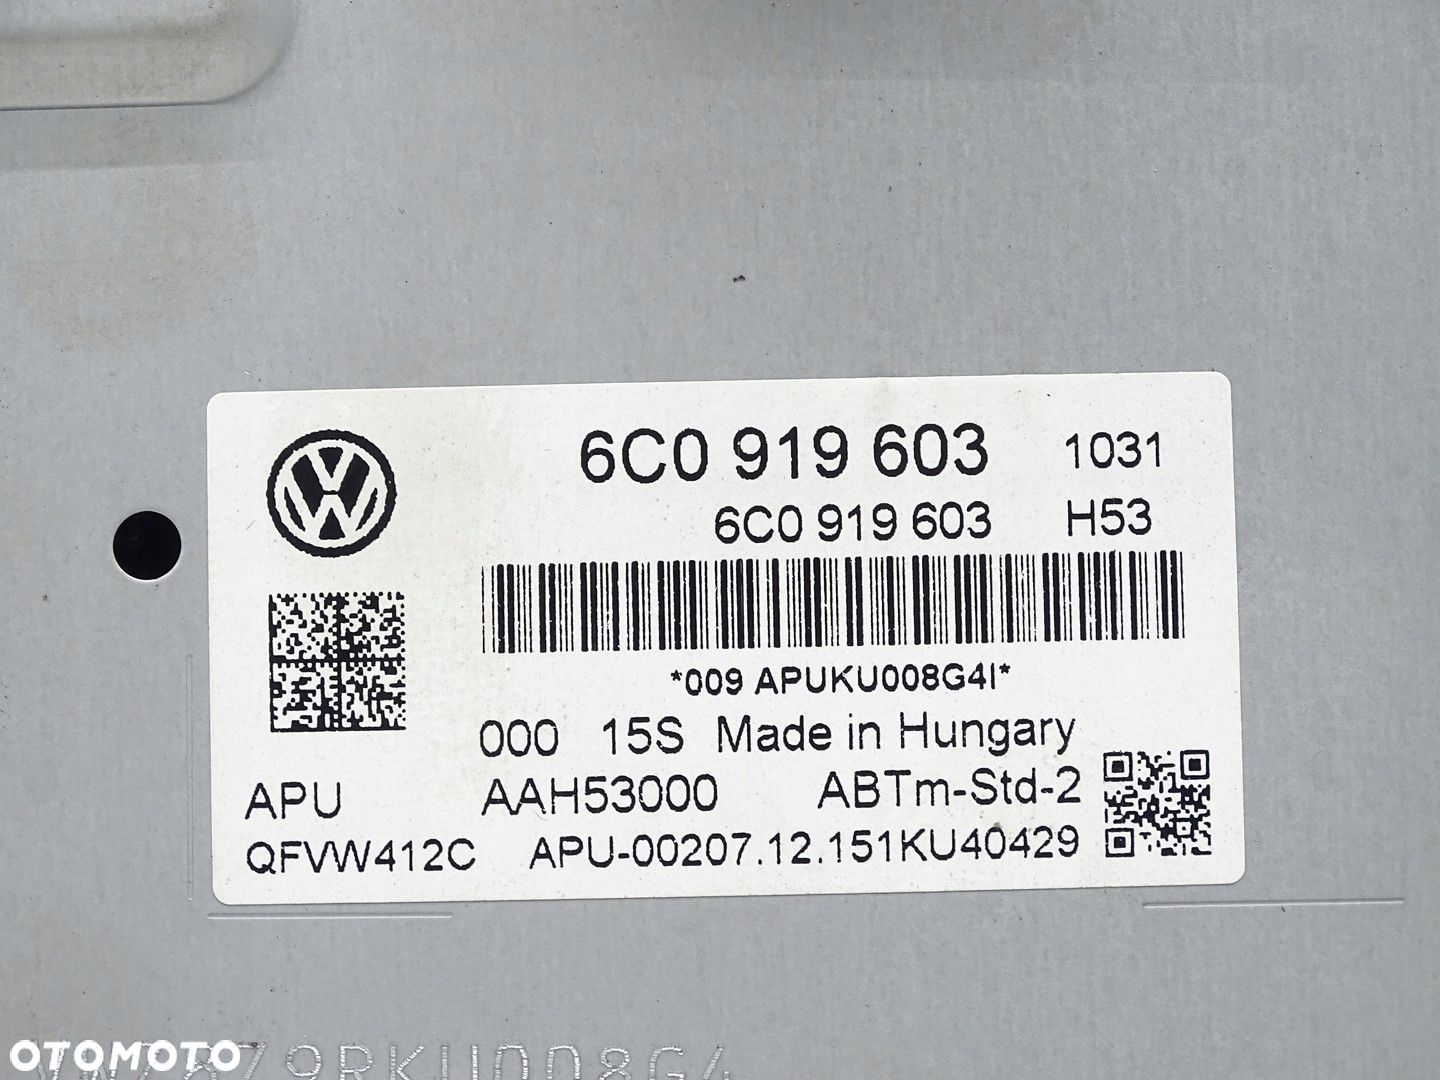 6C0 919 603 1031
6C0 919 603 H53
*009 APUKU008G4I*
000 15S Made in Hungary
APU AAH53000 ABTm-Std-2
QFVW412C APU-00207.12.151KU40429
OTOMOTO